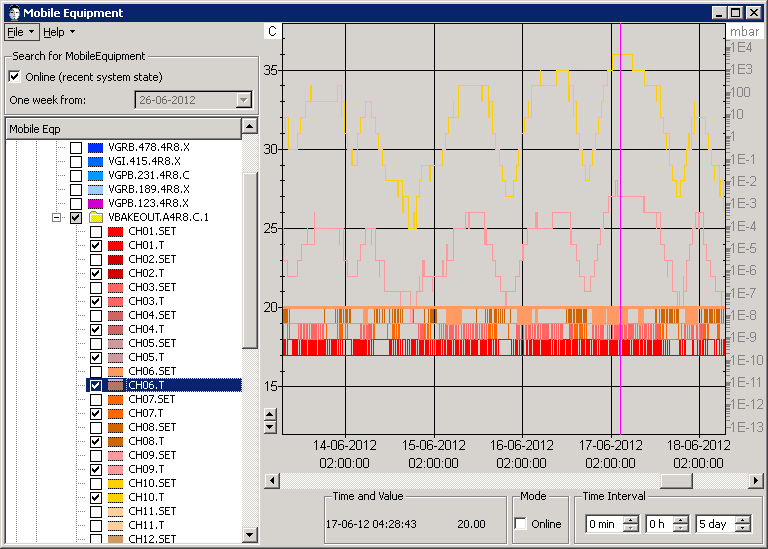 Mobile Equipment
File Help
Search for MobileEquipment
Online (recent system state)
One week from: 26-06-2012
Mobile Eqp
VGRB.478.4R8.X
VGI.415.4R8.X
VGPB.231.4R8.C
VGRB.189.4R8.X
VGPB.123.4R8.X
VBAKEOUT.A4R8.C.1
CH01.SET
CH01.T
CH02.SET
CH02.T
CH03.SET
CH03.T
CH04.SET
CH04.T
CH05.SET
CH05.T
CH06.SET
CH06.T
CH07.SET
CH07.T
CH08.SET
CH08.T
CH09.SET
CH09.T
CH10.SET
CH10.T
CH11.SET
CH11.T
CH12.SET
C
35
30
25
20
15
mbar
1E4
1E3
100
10
1
1E-1
1E-2
1E-3
1E-4
1E-5
1E-6
1E-7
1E-8
1E-9
1E-10
1E-11
1E-12
1E-13
14-06-2012 15-06-2012 16-06-2012 17-06-2012 18-06-2012
02:00:00 02:00:00 02:00:00 02:00:00 02:00:00
Time and Value Mode Time Interval
17-06-12 04:28:43 20.00 Online 0 min 0 h 5 day